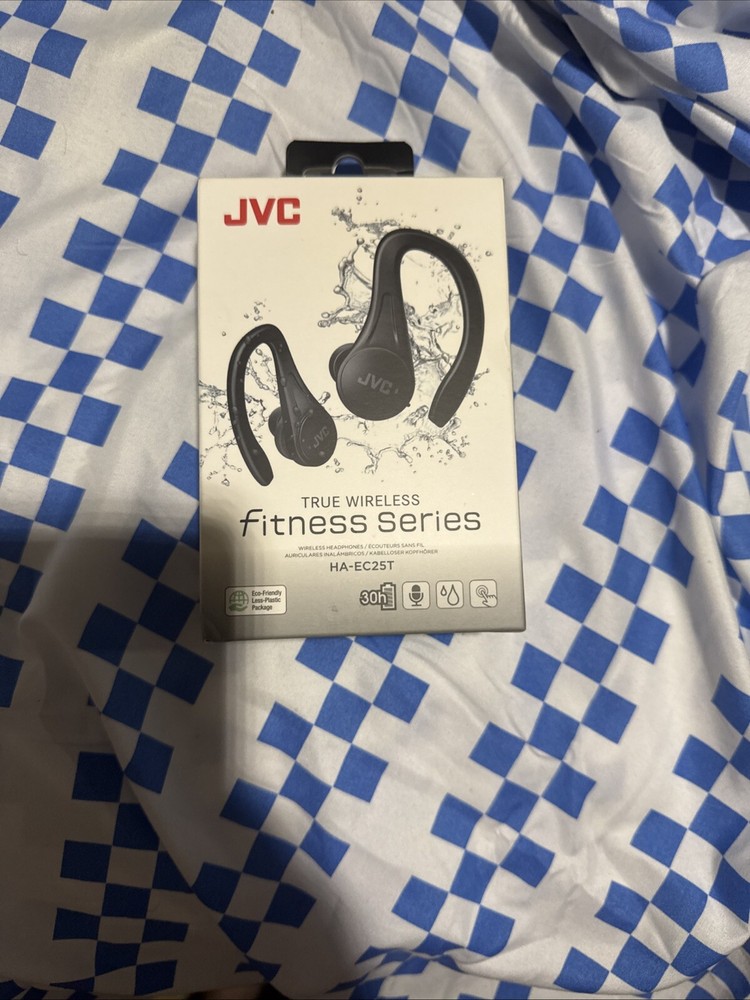 JVC
JVC
JVC
TRUE WIRELESS
fitness series
WIRELESS HEADPHONES / ÉCOUTEURS SANS FIL
AURICULARES INALÁMBRICOS / KABELLOSER KOPFHÖRER
HA-EC25T
Eco-Friendly
Less-Plastic
Package
30h